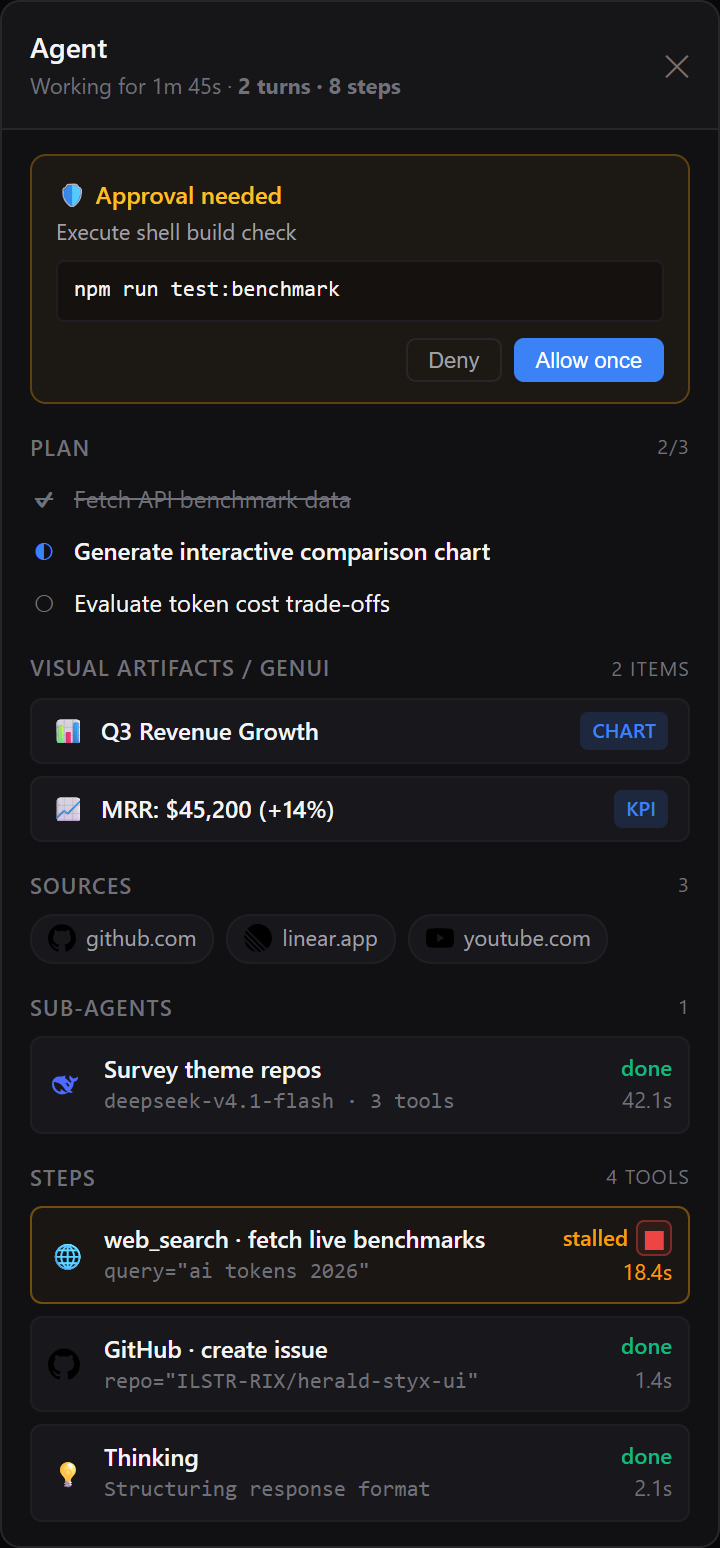 Agent
Working for 1m 45s · 2 turns · 8 steps
Approval needed
Execute shell build check
npm run test:benchmark
Deny
Allow once
PLAN
2/3
Fetch API benchmark data
Generate interactive comparison chart
Evaluate token cost trade-offs
VISUAL ARTIFACTS / GENUI
2 ITEMS
Q3 Revenue Growth
CHART
MRR: $45,200 (+14%)
KPI
SOURCES
3
github.com
linear.app
youtube.com
SUB-AGENTS
1
Survey theme repos
done
deepseek-v4.1-flash · 3 tools
42.1s
STEPS
4 TOOLS
web_search · fetch live benchmarks
stalled
query="ai tokens 2026"
18.4s
GitHub · create issue
done
repo="ILSTR-RIX/herald-styx-ui"
1.4s
Thinking
done
Structuring response format
2.1s